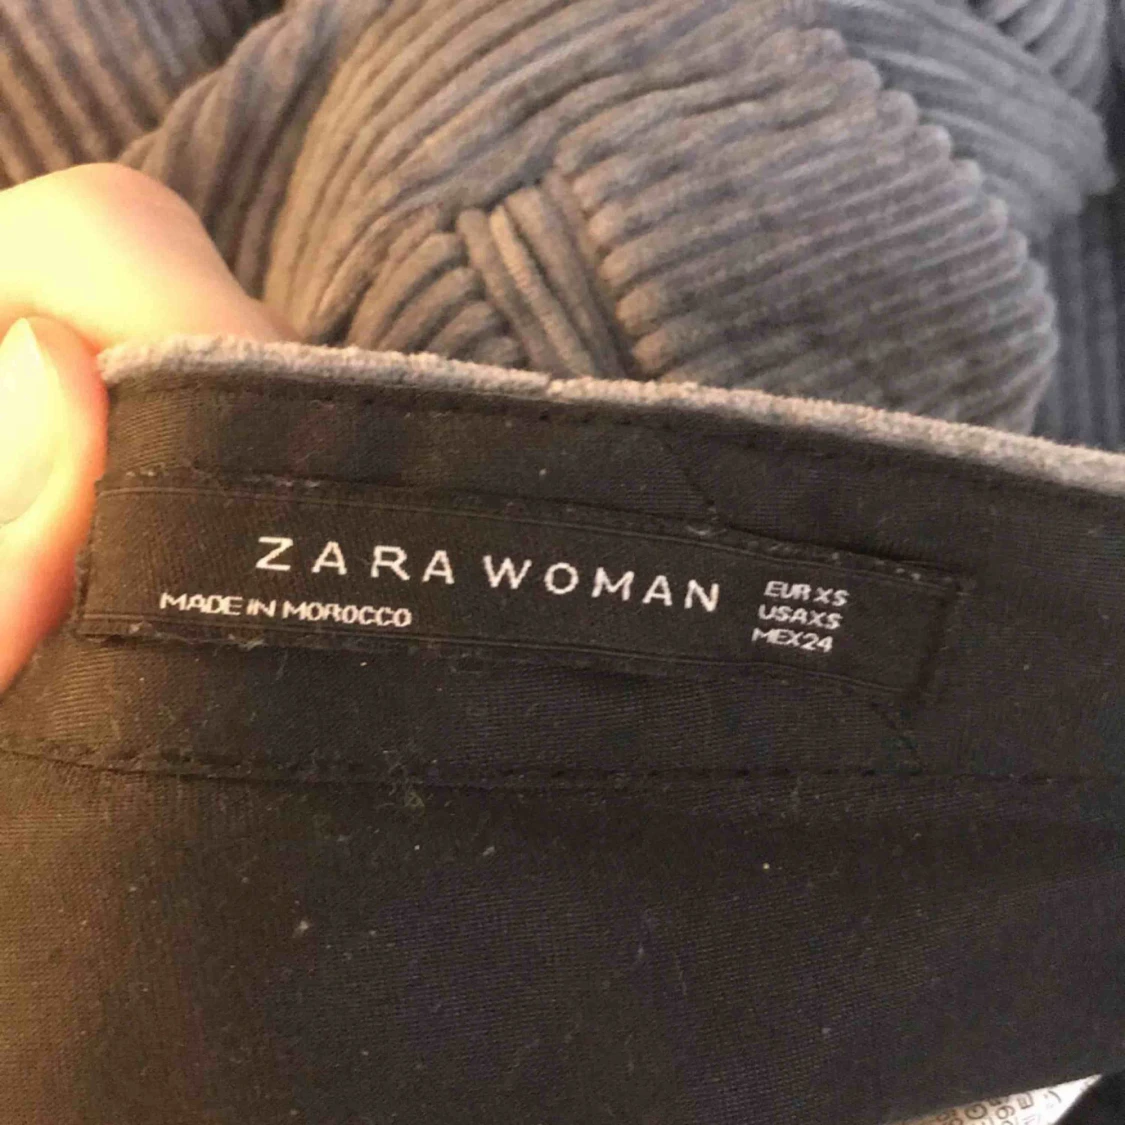 ZARA WOMAN
MADE IN MOROCCO
EUR XS
USA XS
MEX 24